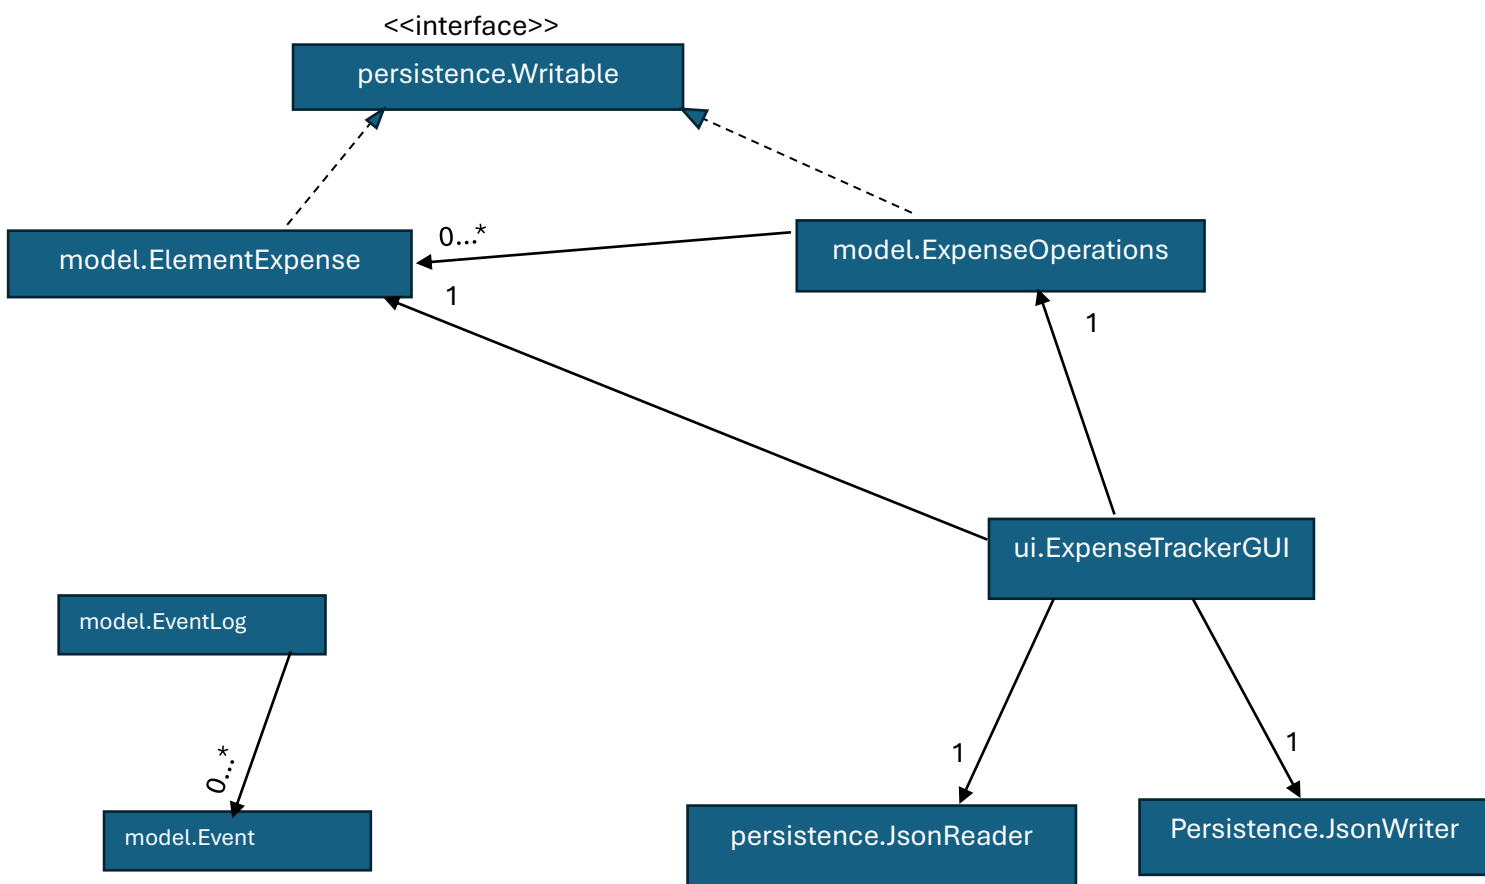 <<interface>>
persistence.Writable
model.ElementExpense
0...*
model.ExpenseOperations
1
1
ui.ExpenseTrackerGUI
model.EventLog
0...*
1
1
model.Event
persistence.JsonReader
Persistence.JsonWriter